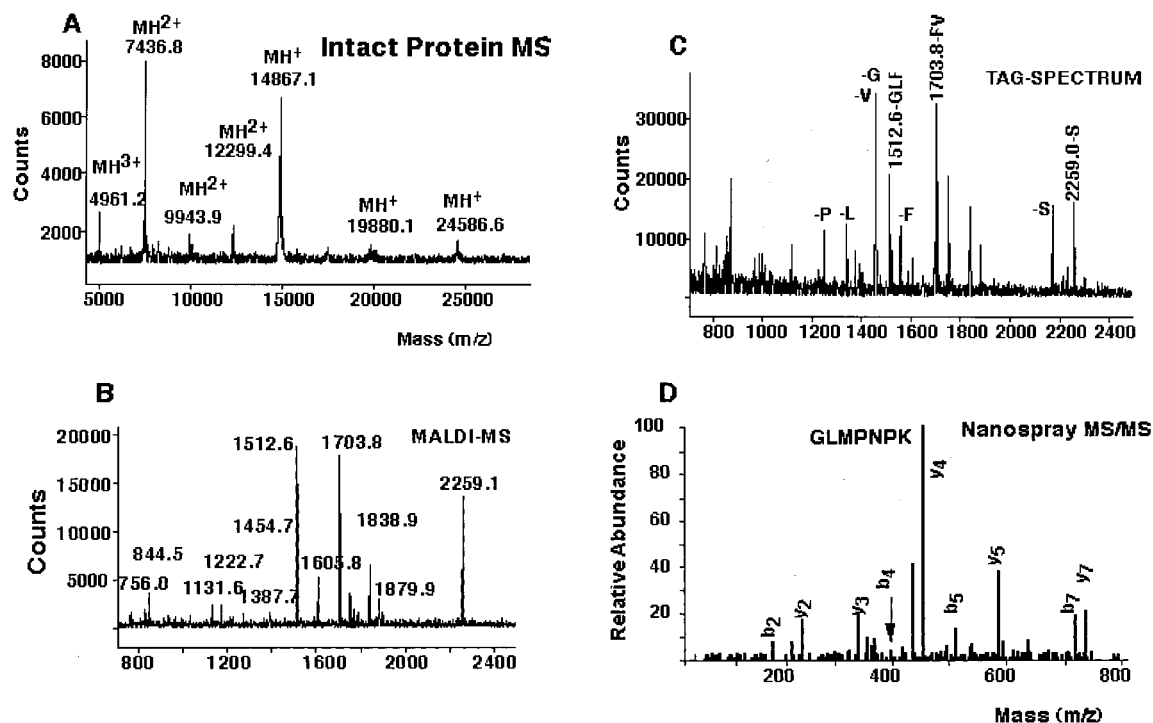 A
MH2+
7436.8
Intact Protein MS
MH+
14867.1
MH2+
12299.4
MH3+
4961.2
MH2+
9943.9
MH+
19880.1
MH+
24586.6
8000
6000
4000
2000
Counts
5000
10000
15000
20000
25000
Mass (m/z)
B
MALDI-MS
1512.6
1703.8
2259.1
1454.7
1838.9
844.5
1222.7
1605.8
756.0
1131.6
1387.7
1879.9
20000
15000
10000
5000
Counts
800
1200
1600
2000
2400
C
TAG-SPECTRUM
-G
-V
1512.6-GLF
1703.8-FV
2259.0-S
-P
-L
-F
-S
30000
20000
10000
0
Counts
800
1000
1200
1400
1600
1800
2000
2200
2400
D
GLMPNPK
Nanospray MS/MS
100
80
60
40
20
Relative Abundance
b2
y2
y3
b4
y4
b5
y5
b7
y7
200
400
600
800
Mass (m/z)